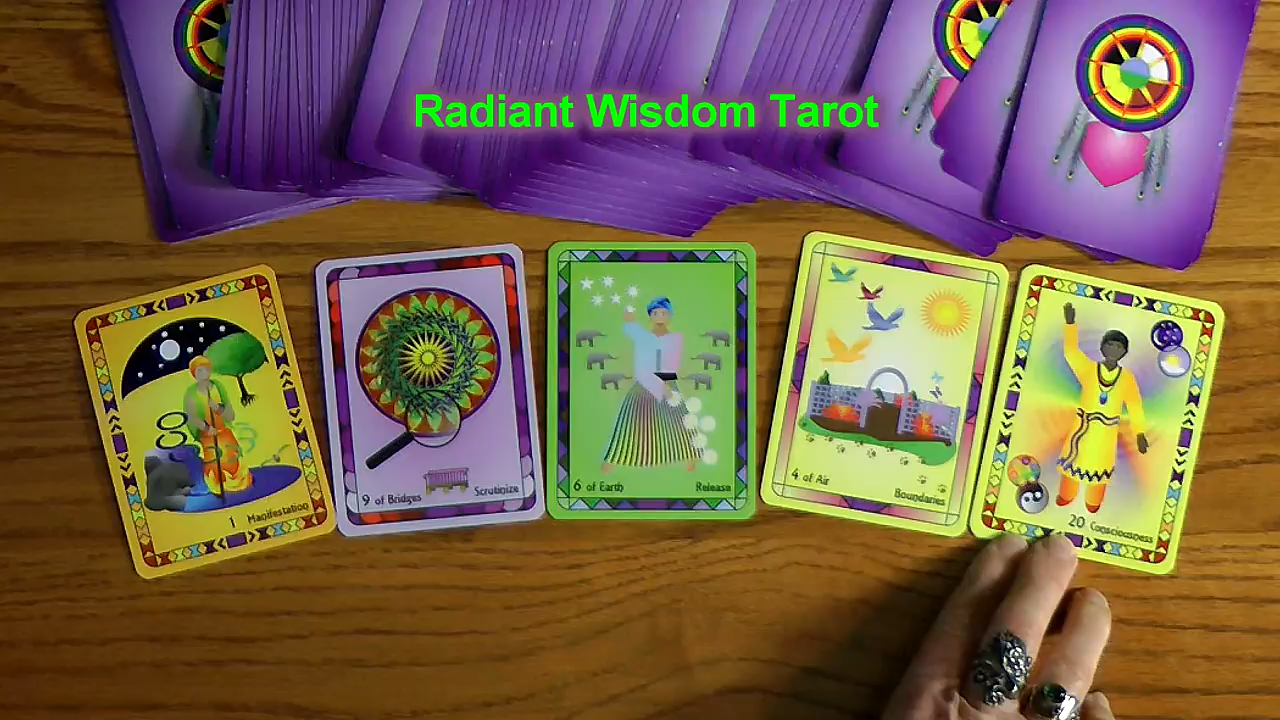 Radiant Wisdom Tarot
1 Manifestation
9 of Bridges
Scrutinize
6 of Earth
Release
4 of Air
Boundaries
20 Consciousness